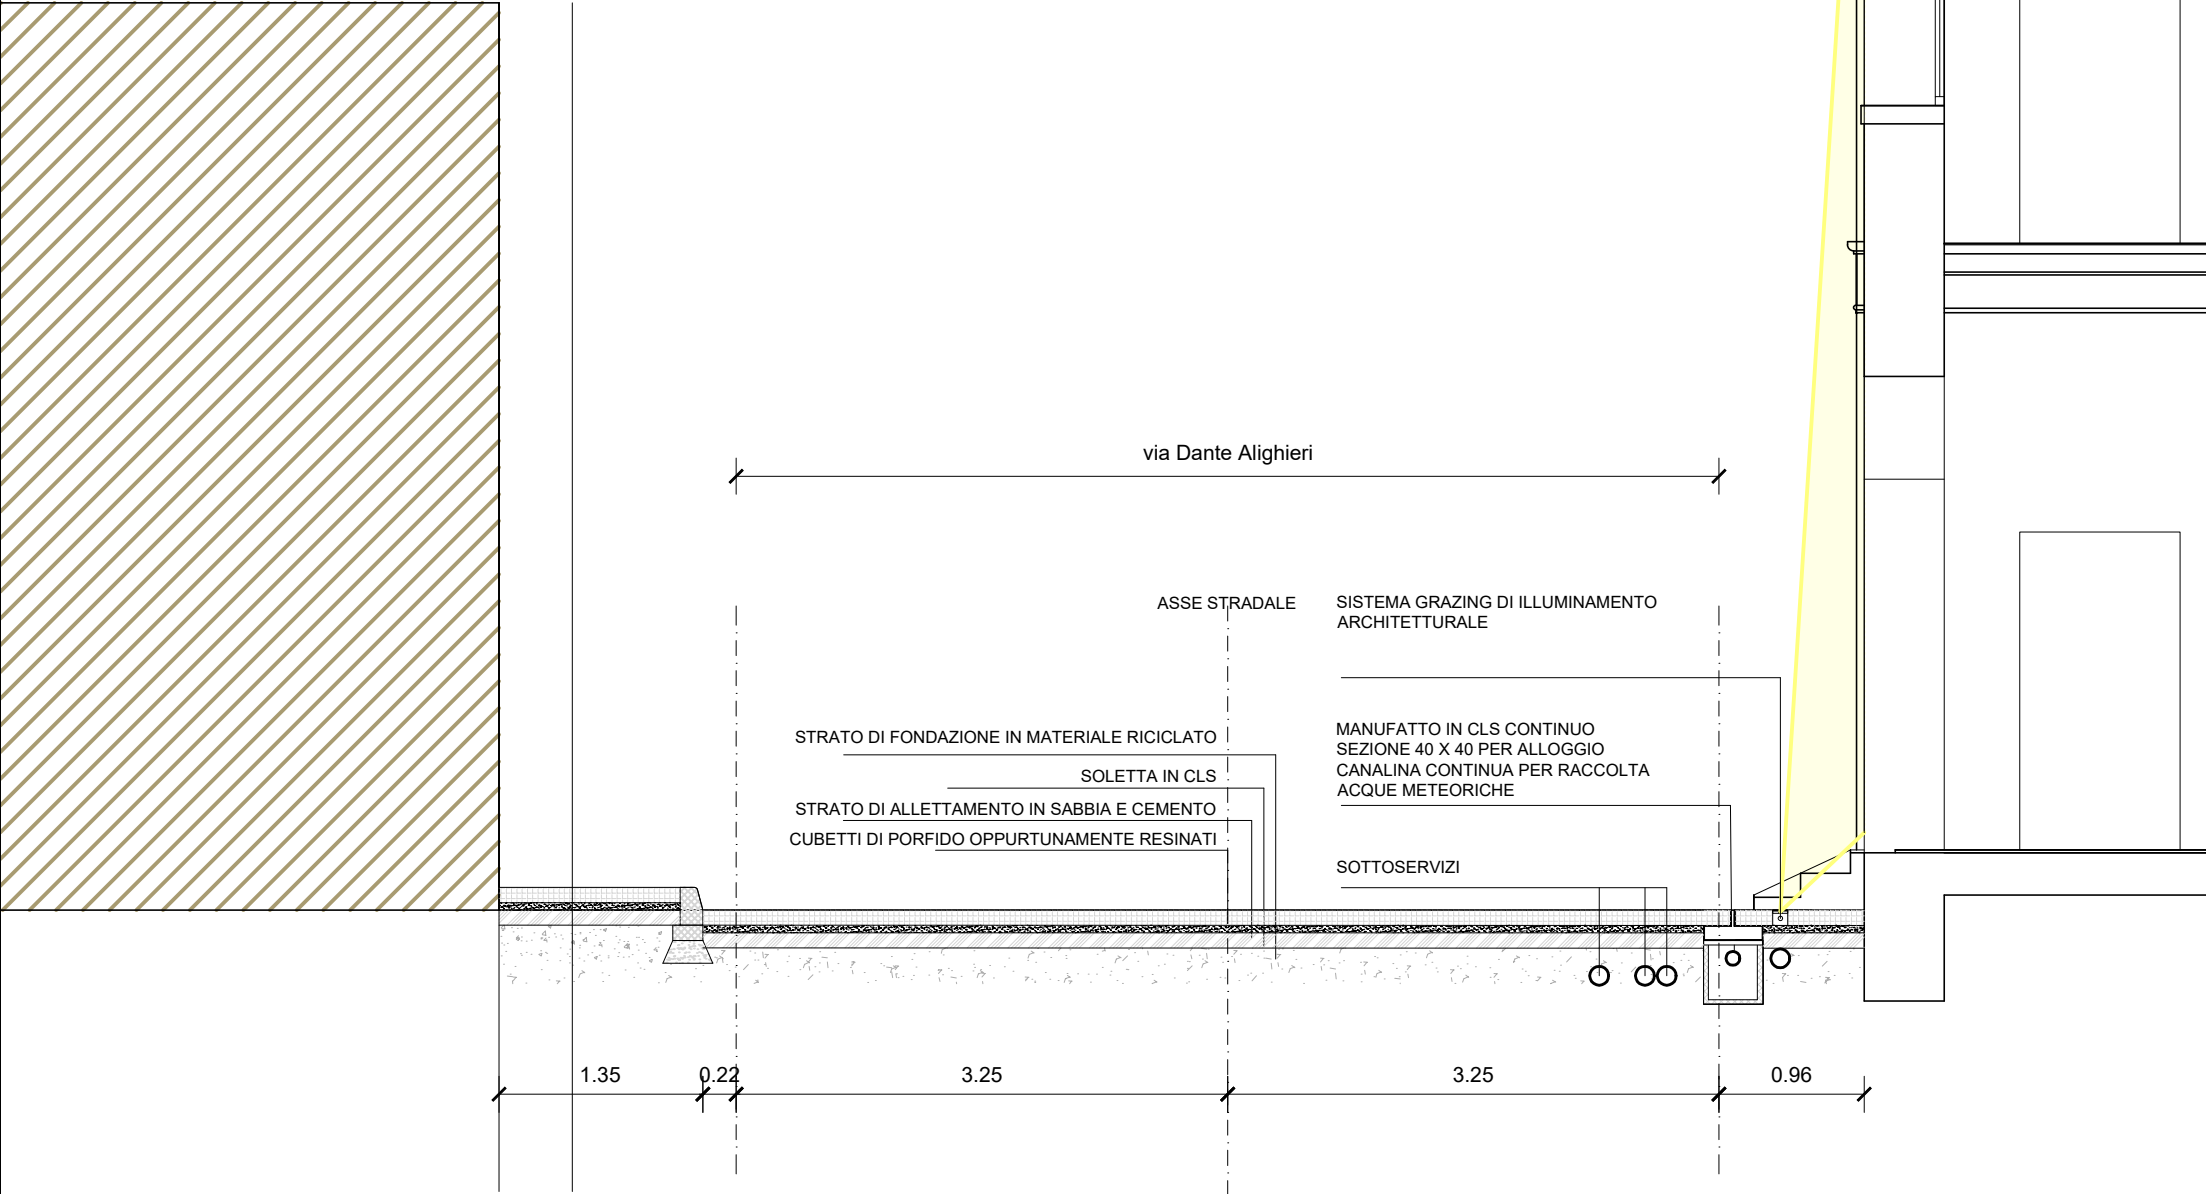 via Dante Alighieri
ASSE STRADALE
SISTEMA GRAZING DI ILLUMINAMENTO
ARCHITETTURALE
STRATO DI FONDAZIONE IN MATERIALE RICICLATO
SOLETTA IN CLS
STRATO DI ALLETTAMENTO IN SABBIA E CEMENTO
CUBETTI DI PORFIDO OPPURTUNAMENTE RESINATI
MANUFATTO IN CLS CONTINUO
SEZIONE 40 X 40 PER ALLOGGIO
CANALINA CONTINUA PER RACCOLTA
ACQUE METEORICHE
SOTTOSERVIZI
1.35
0.22
3.25
3.25
0.96